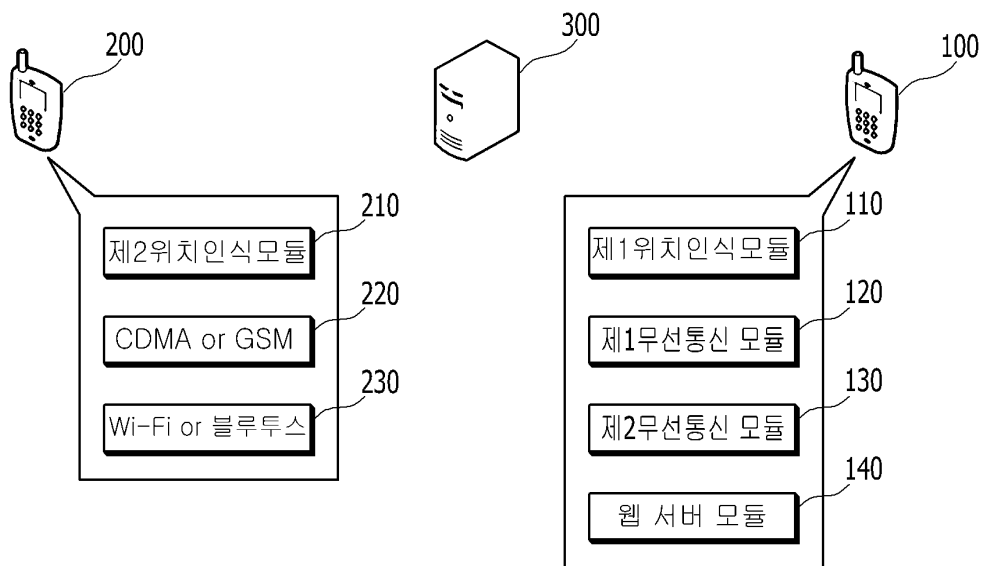 200
300
100
210
제2위치인식모듈
220
CDMA or GSM
230
Wi-Fi or 블루투스
110
제1위치인식모듈
120
제1무선통신 모듈
130
제2무선통신 모듈
140
웹 서버 모듈